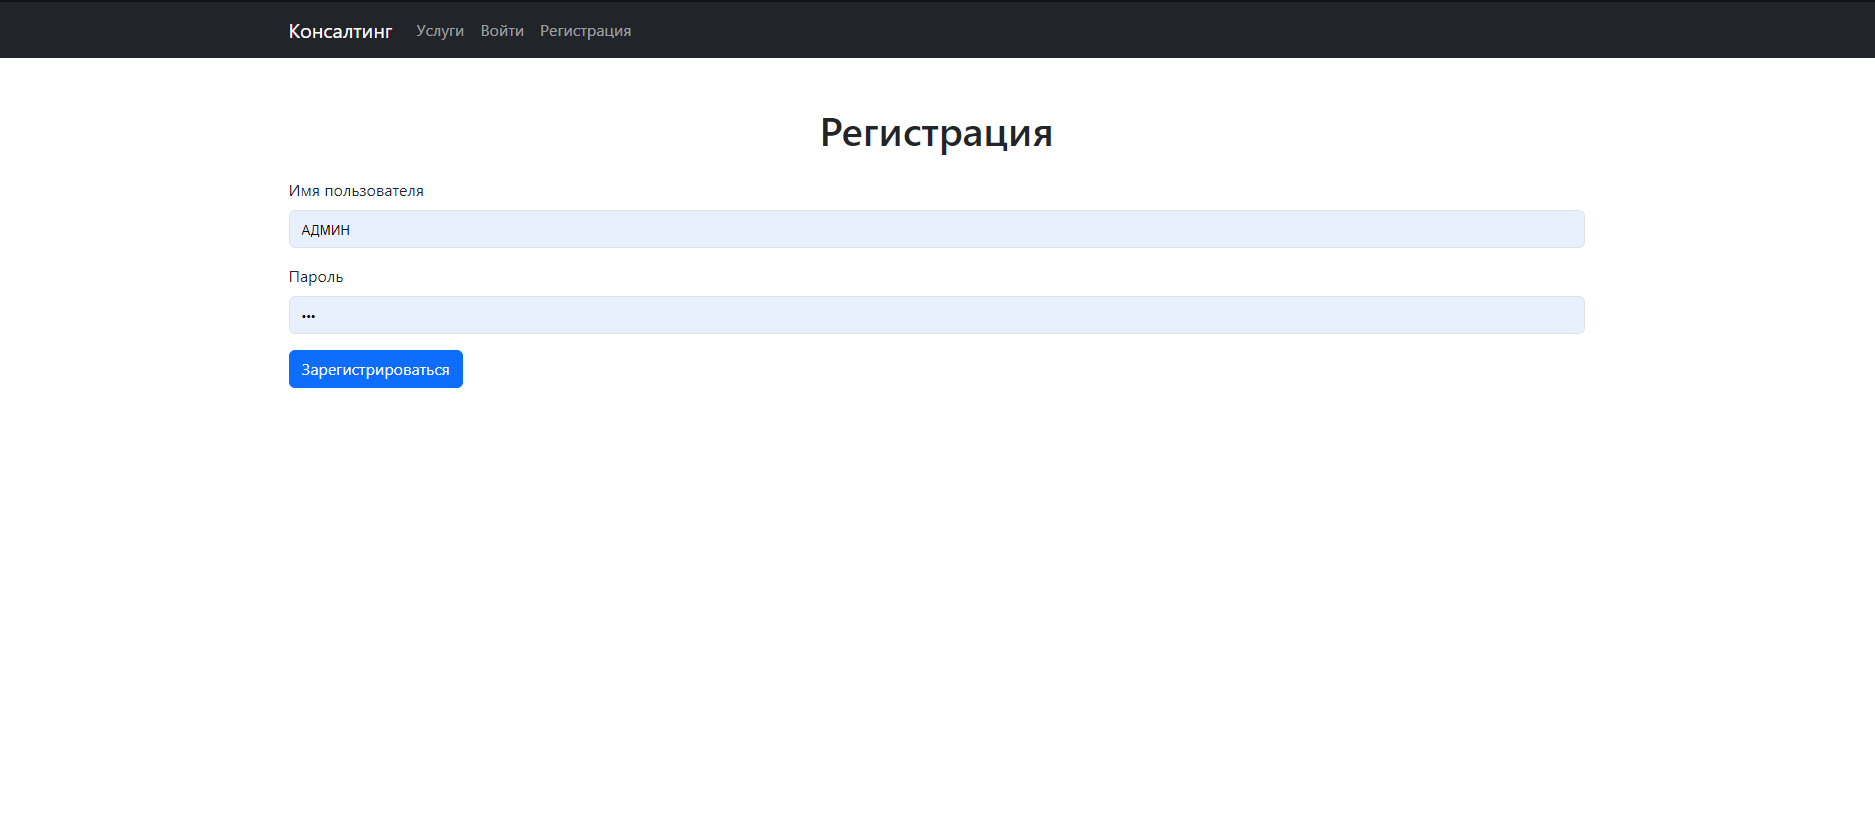 Консалтинг Услуги Войти Регистрация
Регистрация
Имя пользователя
АДМИН
Пароль
•••
Зарегистрироваться